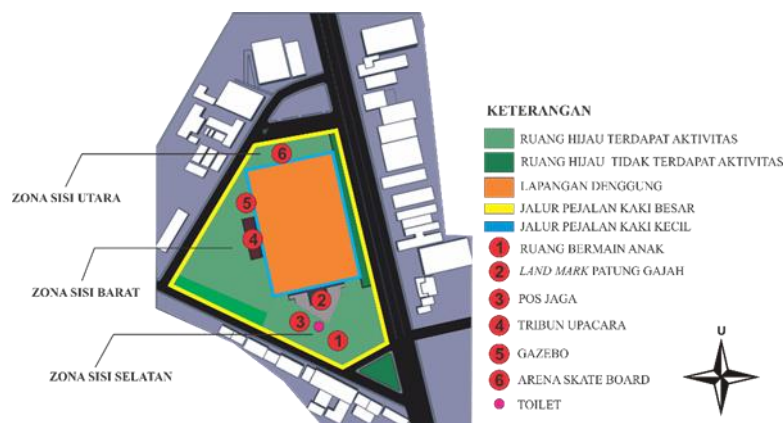 ZONA SISI UTARA
ZONA SISI BARAT
ZONA SISI SELATAN
6
5
4
2
3
1
KETERANGAN
RUANG HIJAU TERDAPAT AKTIVITAS
RUANG HIJAU TIDAK TERDAPAT AKTIVITAS
LAPANGAN DENGGUNG
JALUR PEJALAN KAKI BESAR
JALUR PEJALAN KAKI KECIL
1 RUANG BERMAIN ANAK
2 LAND MARK PATUNG GAJAH
3 POS JAGA
4 TRIBUN UPACARA
5 GAZEBO
6 ARENA SKATE BOARD
TOILET
U